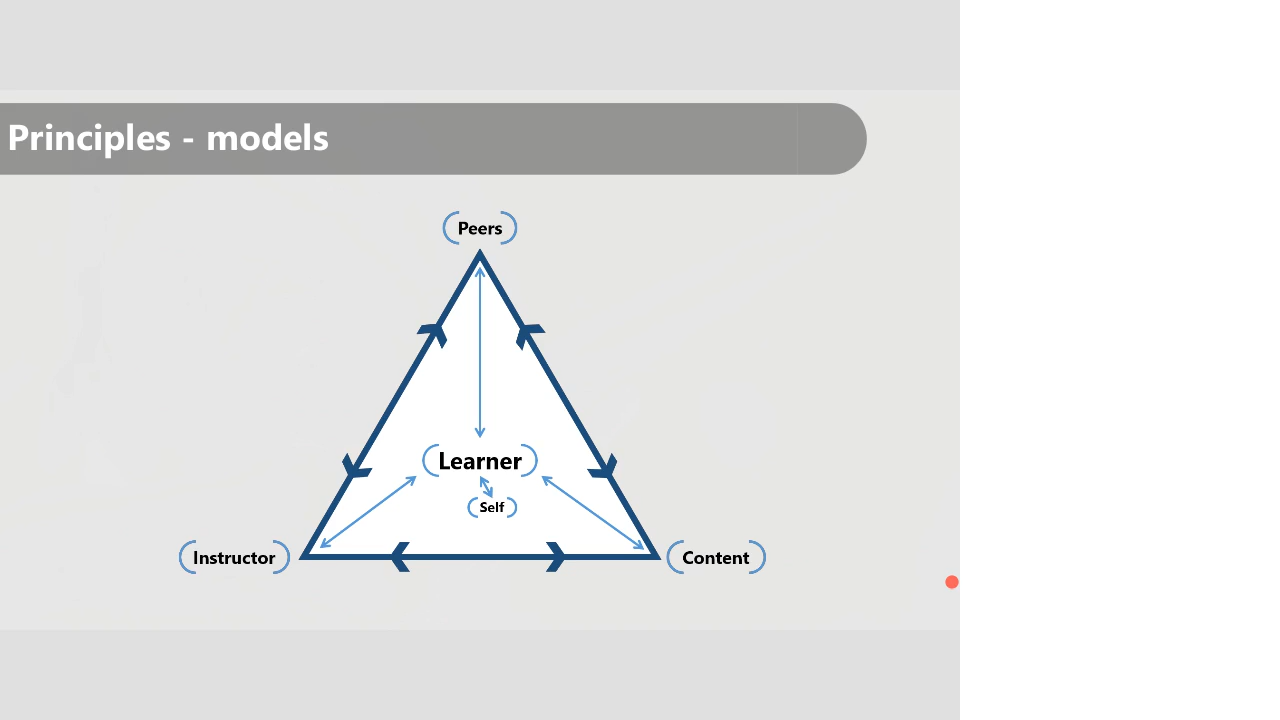 Principles - models
Peers
Learner
Self
Instructor
Content